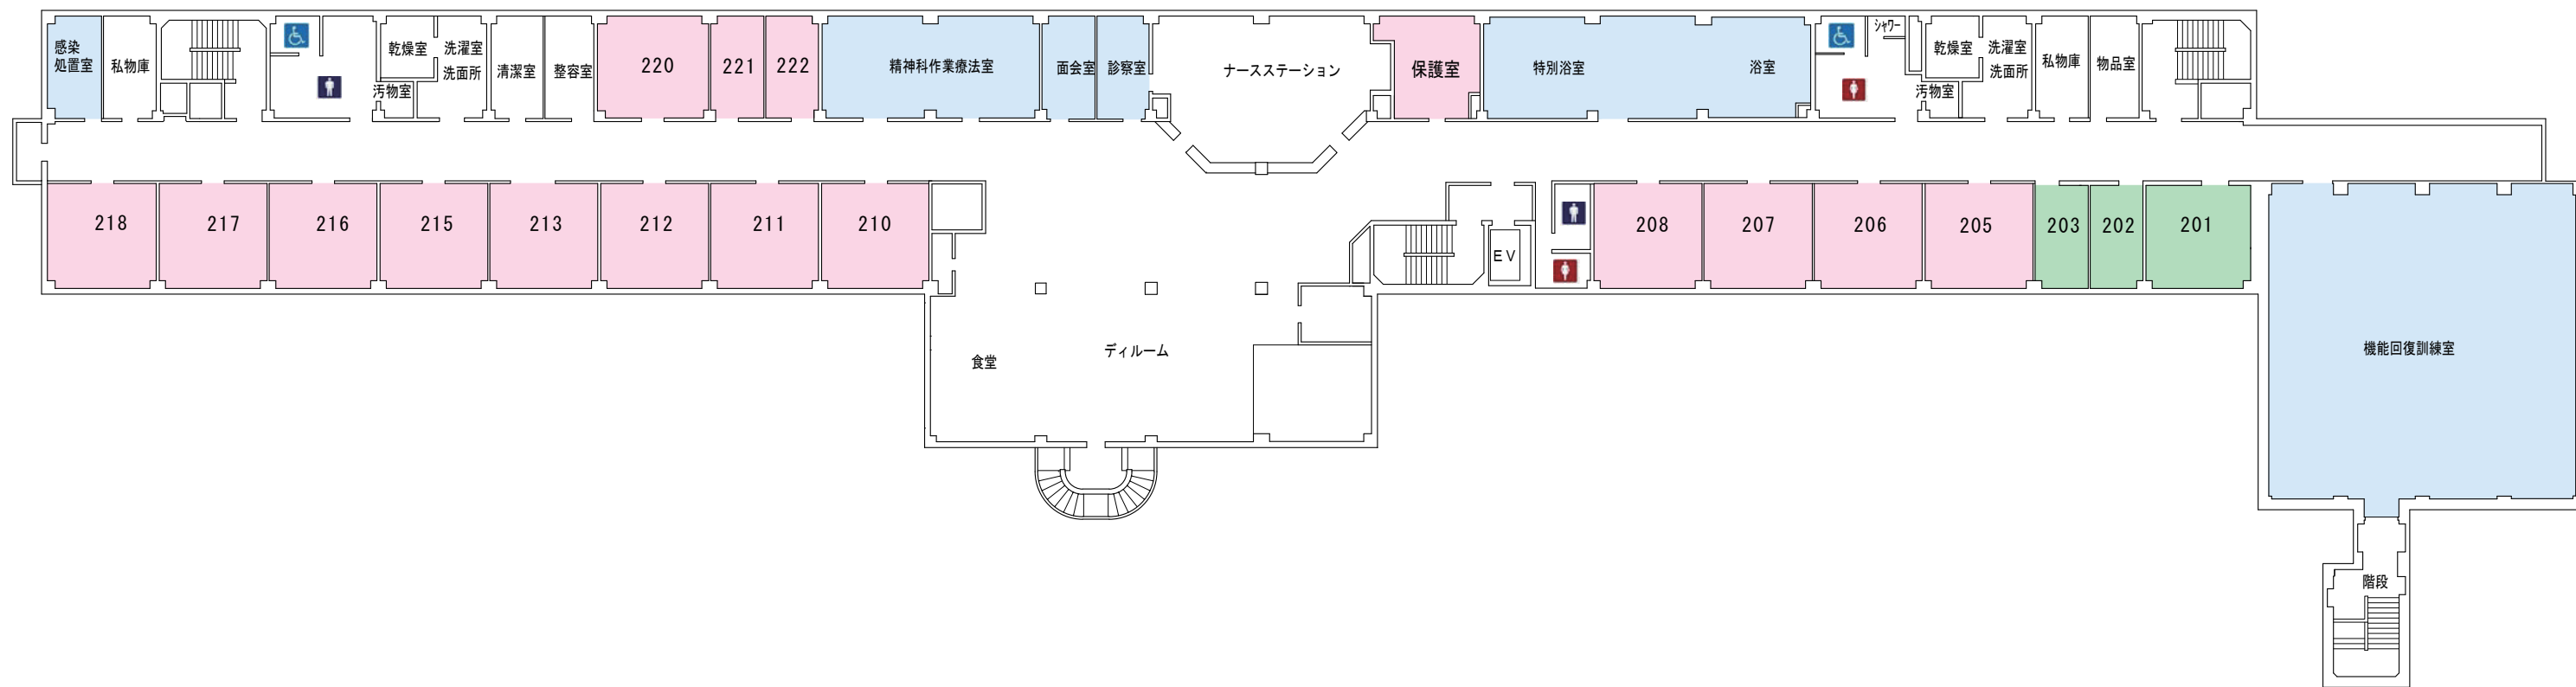 感染
処置室
私物庫
乾燥室
洗濯室
洗面所
汚物室
清潔室
整容室
220
221
222
精神科作業療法室
面会室
診察室
ナースステーション
保護室
特別浴室
浴室
シャワー
乾燥室
洗濯室
洗面所
汚物室
私物庫
物品室
218
217
216
215
213
212
211
210
EV
208
207
206
205
203
202
201
食堂
ディルーム
機能回復訓練室
階段